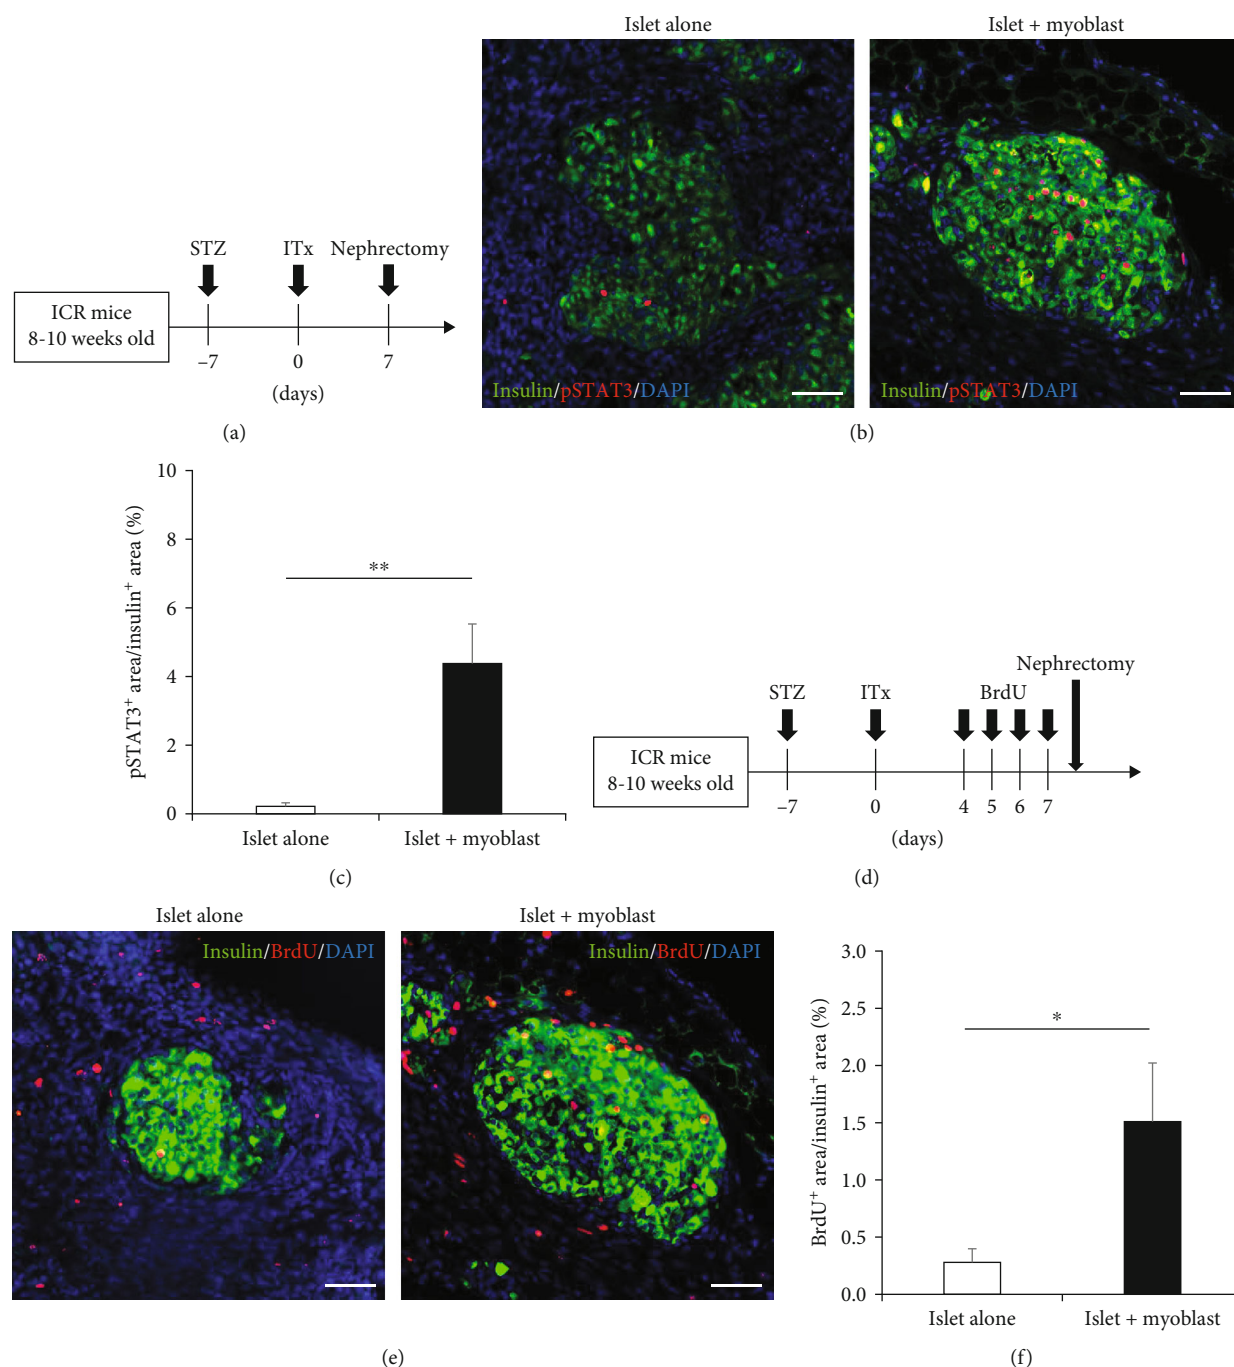 Islet alone
Islet + myoblast
STZ
ITx
Nephrectomy
ICR mice
8-10 weeks old
–7
0
7
(days)
Insulin/pSTAT3/DAPI
Insulin/pSTAT3/DAPI
(a)
(b)
pSTAT3⁺ area/insulin⁺ area (%)
10
8
6
4
2
0
**
Islet alone
Islet + myoblast
(c)
Nephrectomy
STZ
ITx
BrdU
ICR mice
8-10 weeks old
–7
0
4
5
6
7
(days)
(d)
Islet alone
Islet + myoblast
Insulin/BrdU/DAPI
Insulin/BrdU/DAPI
(e)
BrdU⁺ area/insulin⁺ area (%)
3.0
2.5
2.0
1.5
1.0
0.5
0.0
*
Islet alone
Islet + myoblast
(f)